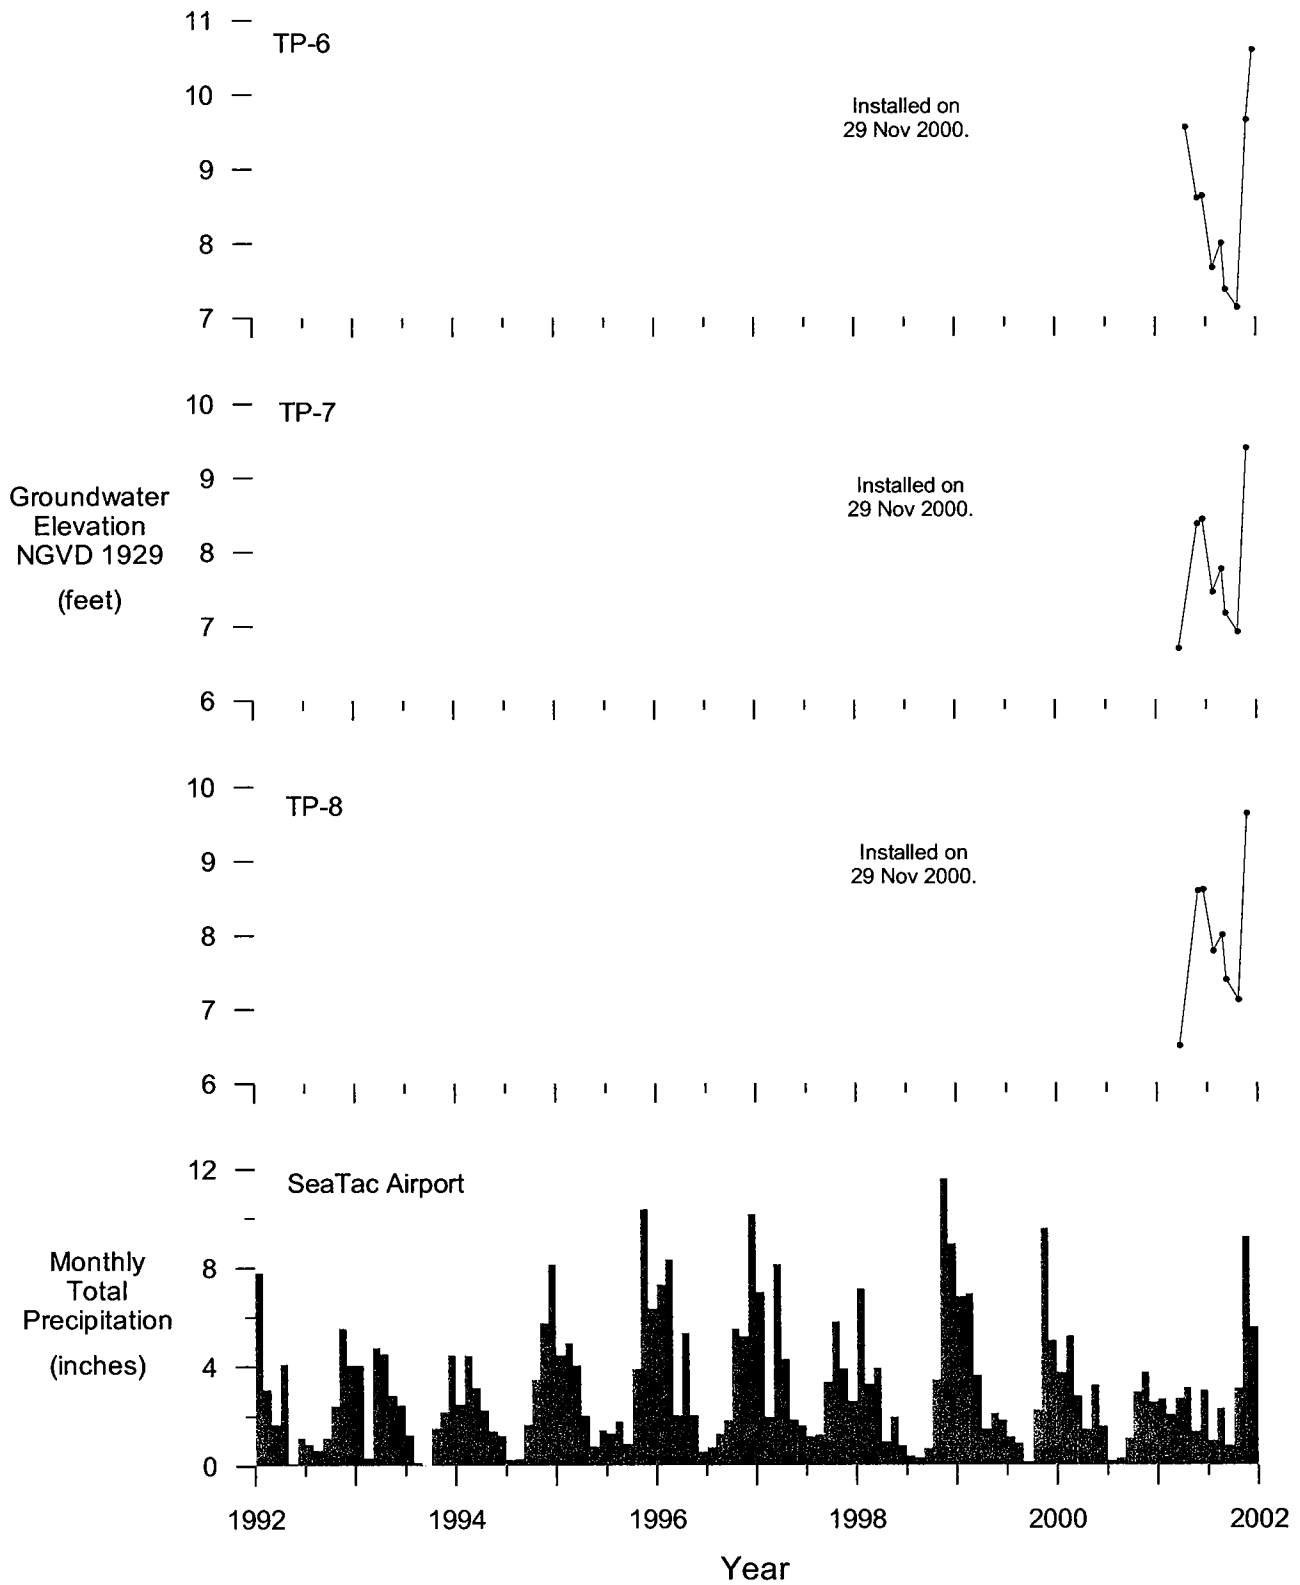 11
TP-6
10
Installed on
29 Nov 2000.
9
8
7
10
TP-7
9
Installed on
29 Nov 2000.
Groundwater
Elevation
NGVD 1929
(feet)
8
7
6
10
TP-8
9
Installed on
29 Nov 2000.
8
7
6
12
SeaTac Airport
Monthly
Total
Precipitation
(inches)
8
4
0
1992 1994 1996 1998 2000 2002
Year